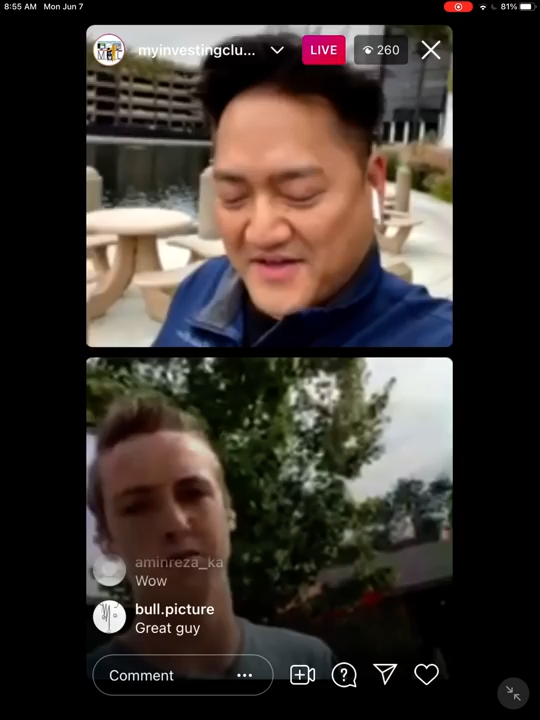 8:55 AM Mon Jun 7
81%
myinvestingclu...
LIVE
260
aminreza_ka
Wow
bull.picture
Great guy
Comment